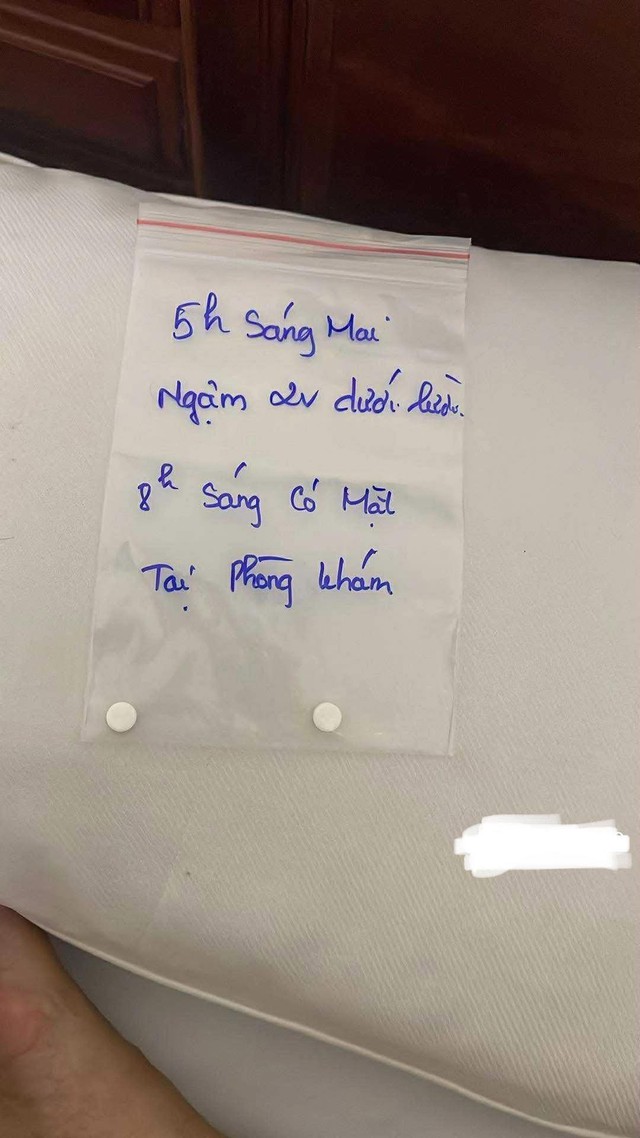 5h Sáng Mai
Ngậm 2v dưới lưỡi.
8h Sáng Có Mặt
Tại Phòng khám